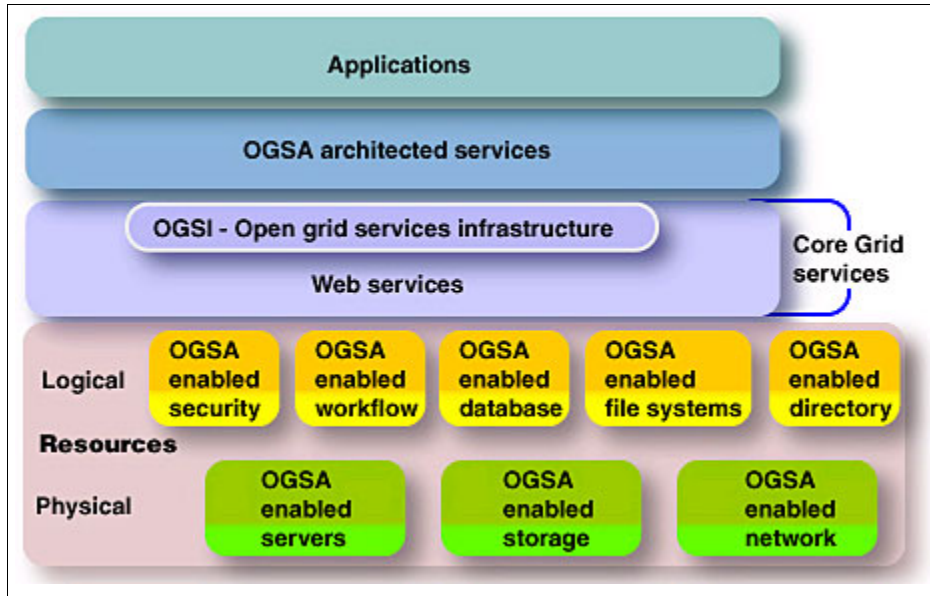 Applications
OGSA architected services
OGSI - Open grid services infrastructure
Web services
Core Grid
services
Logical
OGSA
enabled
security
OGSA
enabled
workflow
OGSA
enabled
database
OGSA
enabled
file systems
OGSA
enabled
directory
Resources
Physical
OGSA
enabled
servers
OGSA
enabled
storage
OGSA
enabled
network